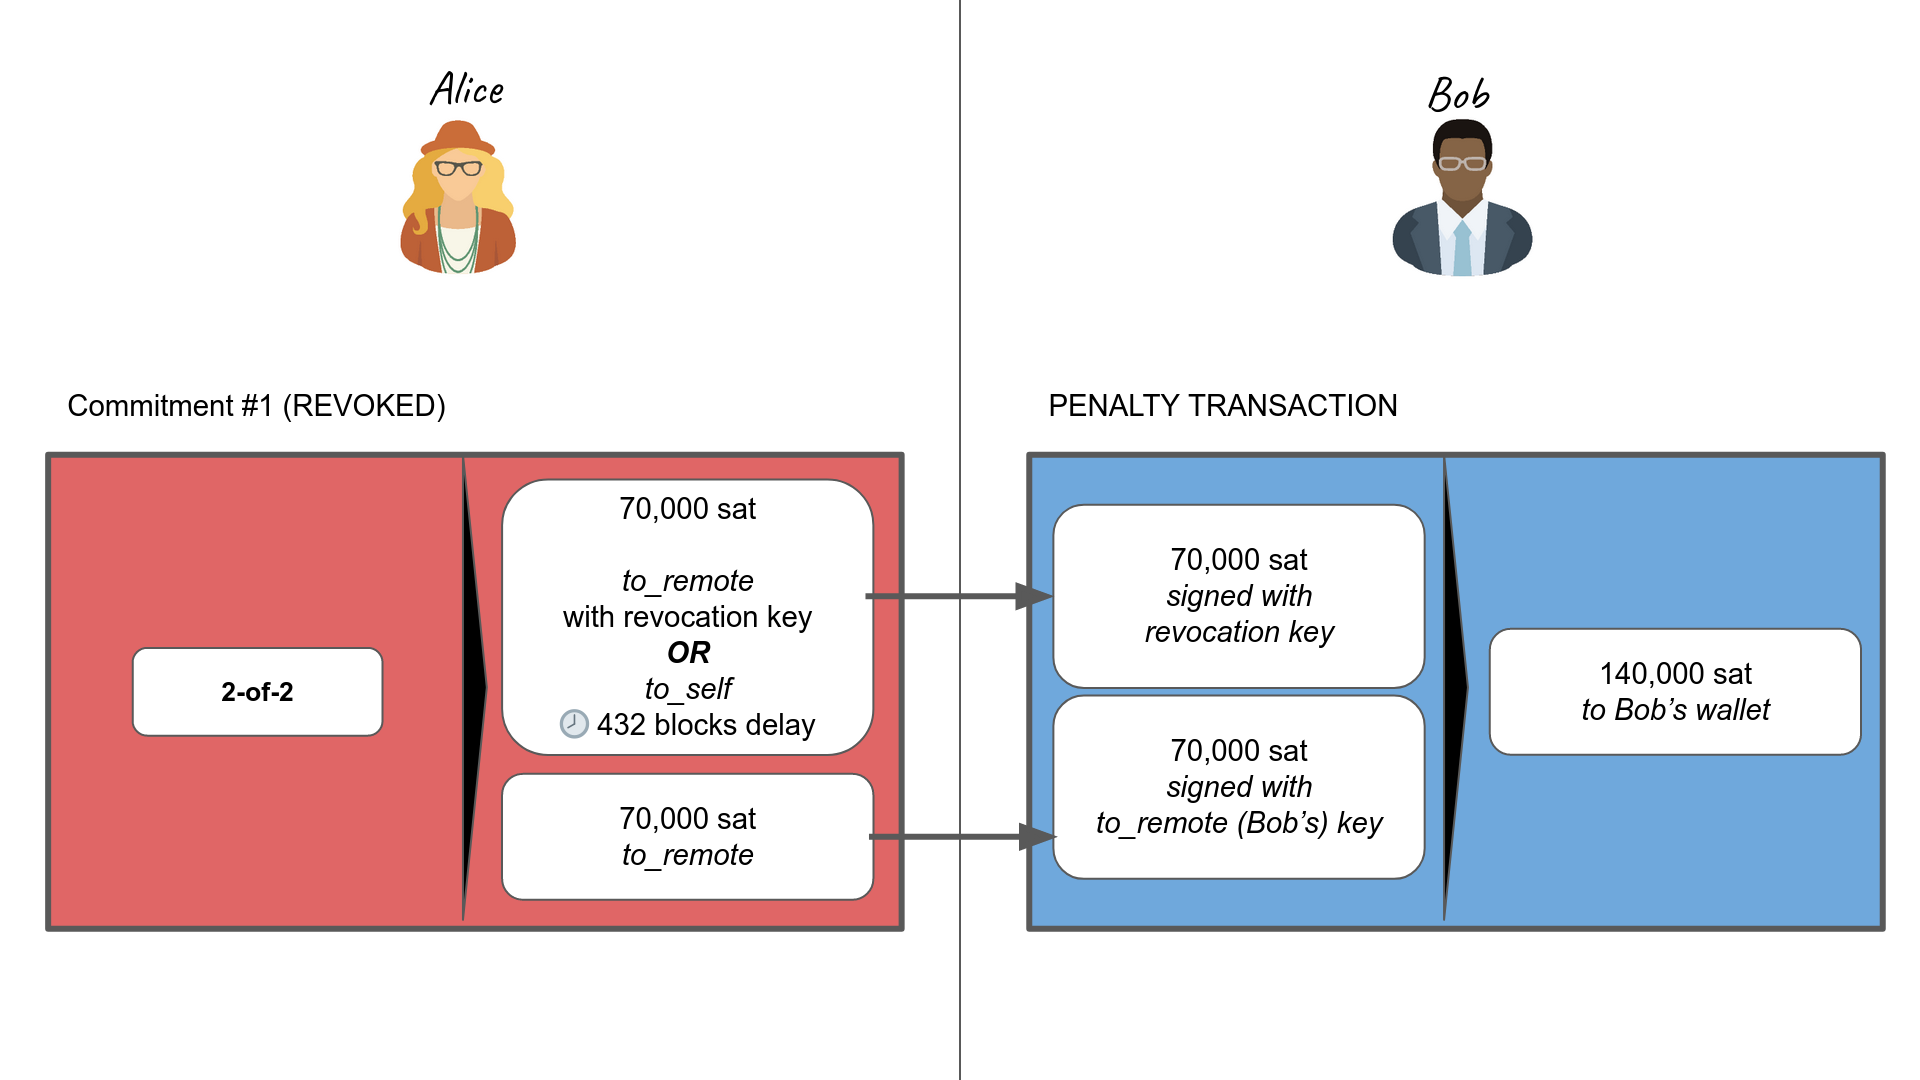 Alice
Bob
Commitment #1 (REVOKED)
2-of-2
70,000 sat
to_remote
with revocation key
OR
to_self
432 blocks delay
70,000 sat
to_remote
PENALTY TRANSACTION
70,000 sat
signed with
revocation key
70,000 sat
signed with
to_remote (Bob’s) key
140,000 sat
to Bob’s wallet